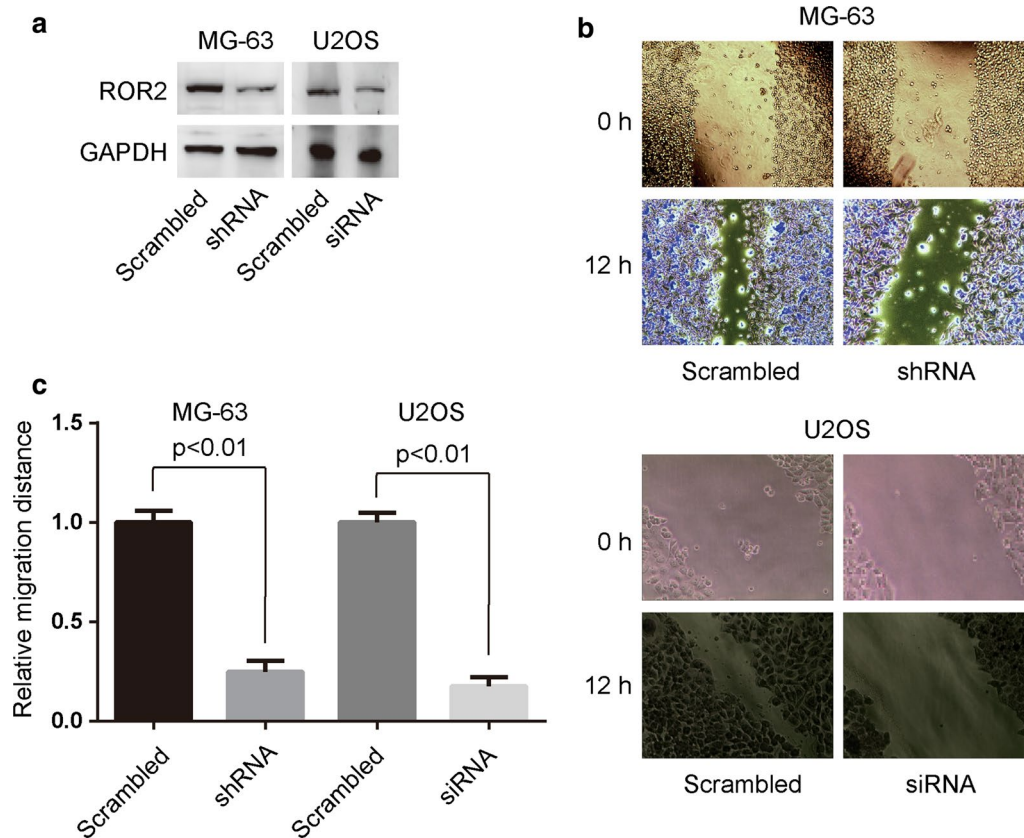 a
MG-63
U2OS
ROR2
GAPDH
Scrambled
shRNA
Scrambled
siRNA
b
MG-63
0 h
12 h
Scrambled
shRNA
U2OS
0 h
12 h
Scrambled
siRNA
c
MG-63
U2OS
p<0.01
p<0.01
Relative migration distance
1.5
1.0
0.5
0.0
Scrambled
shRNA
Scrambled
siRNA